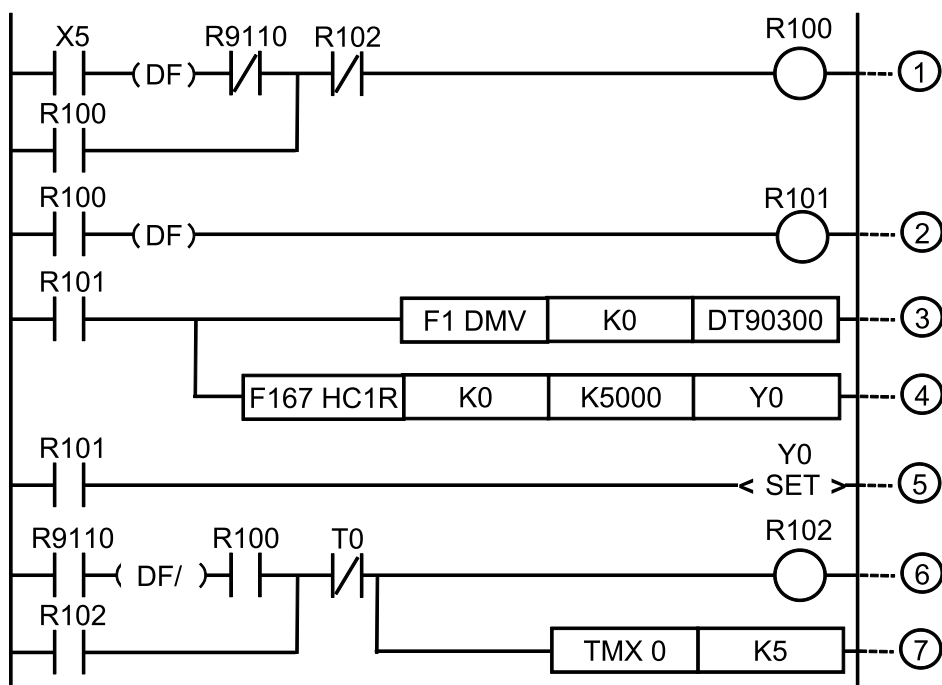 X5 R9110 R102 R100
DF 1
R100
R100 R101
DF 2
R101
F1 DMV K0 DT90300 3
F167 HC1R K0 K5000 Y0 4
R101 Y0
< SET > 5
R9110 R100 T0 R102
DF/ 6
R102
TMX 0 K5 7